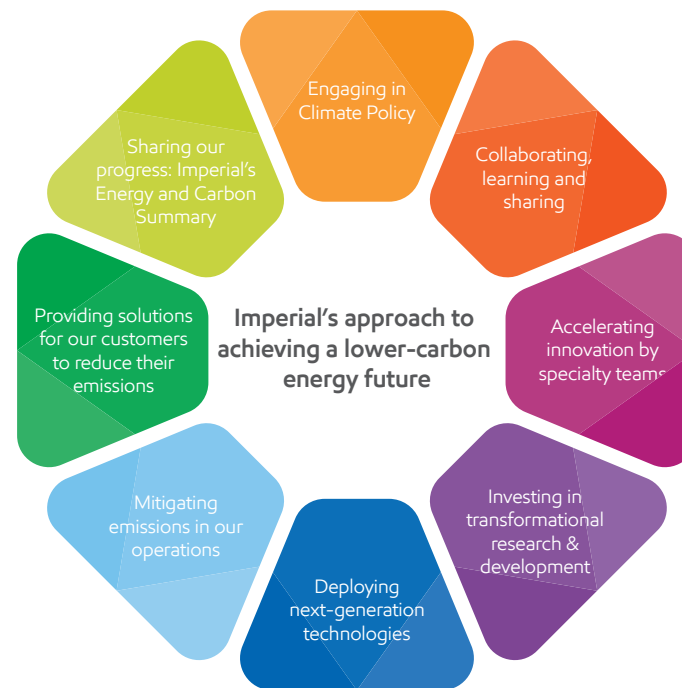 Engaging in
Climate Policy
Collaborating,
learning and
sharing
Accelerating
innovation by
specialty teams
Investing in
transformational
research &
development
Deploying
next-generation
technologies
Mitigating
emissions in our
operations
Providing solutions
for our customers
to reduce their
emissions
Sharing our
progress: Imperial’s
Energy and Carbon
Summary
Imperial’s approach to
achieving a lower-carbon
energy future